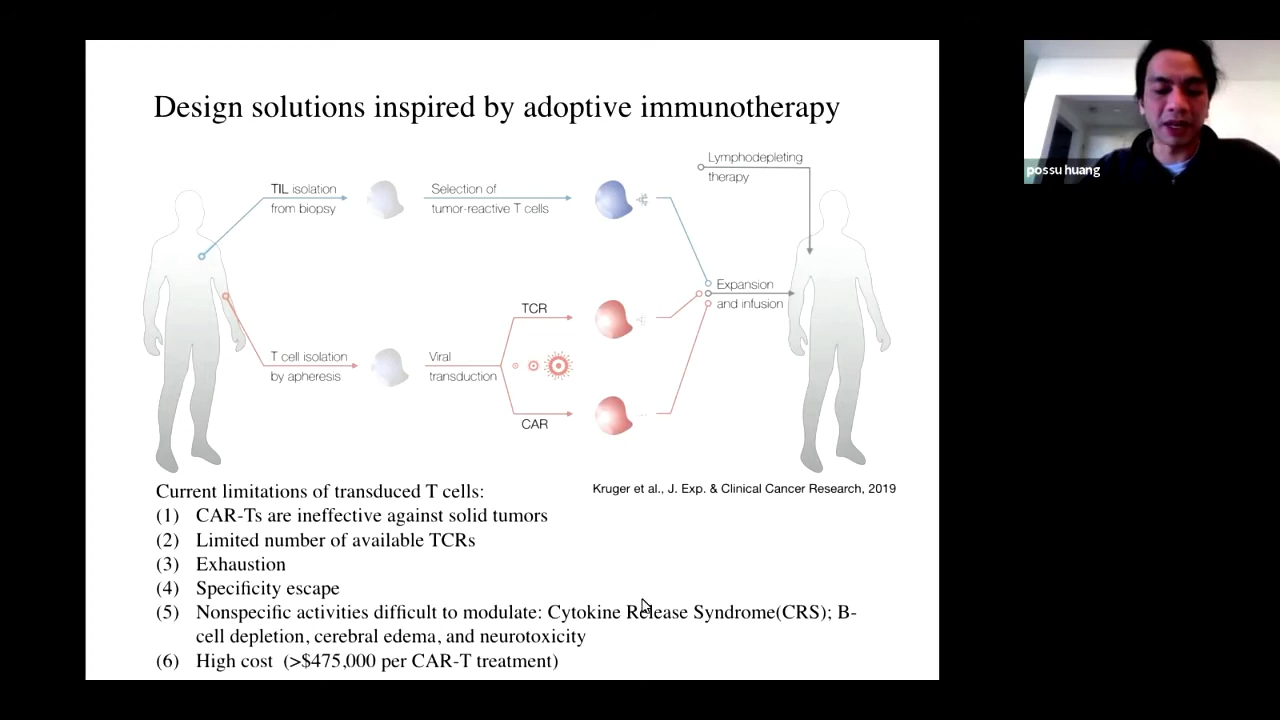 Design solutions inspired by adoptive immunotherapy
Lymphodepleting
therapy
TIL isolation
from biopsy
Selection of
tumor-reactive T cells
Expansion
and infusion
TCR
T cell isolation
by apheresis
Viral
transduction
CAR
Kruger et al., J. Exp. & Clinical Cancer Research, 2019
Current limitations of transduced T cells:
(1) CAR-Ts are ineffective against solid tumors
(2) Limited number of available TCRs
(3) Exhaustion
(4) Specificity escape
(5) Nonspecific activities difficult to modulate: Cytokine Release Syndrome(CRS); B-
cell depletion, cerebral edema, and neurotoxicity
(6) High cost (>$475,000 per CAR-T treatment)
possu huang